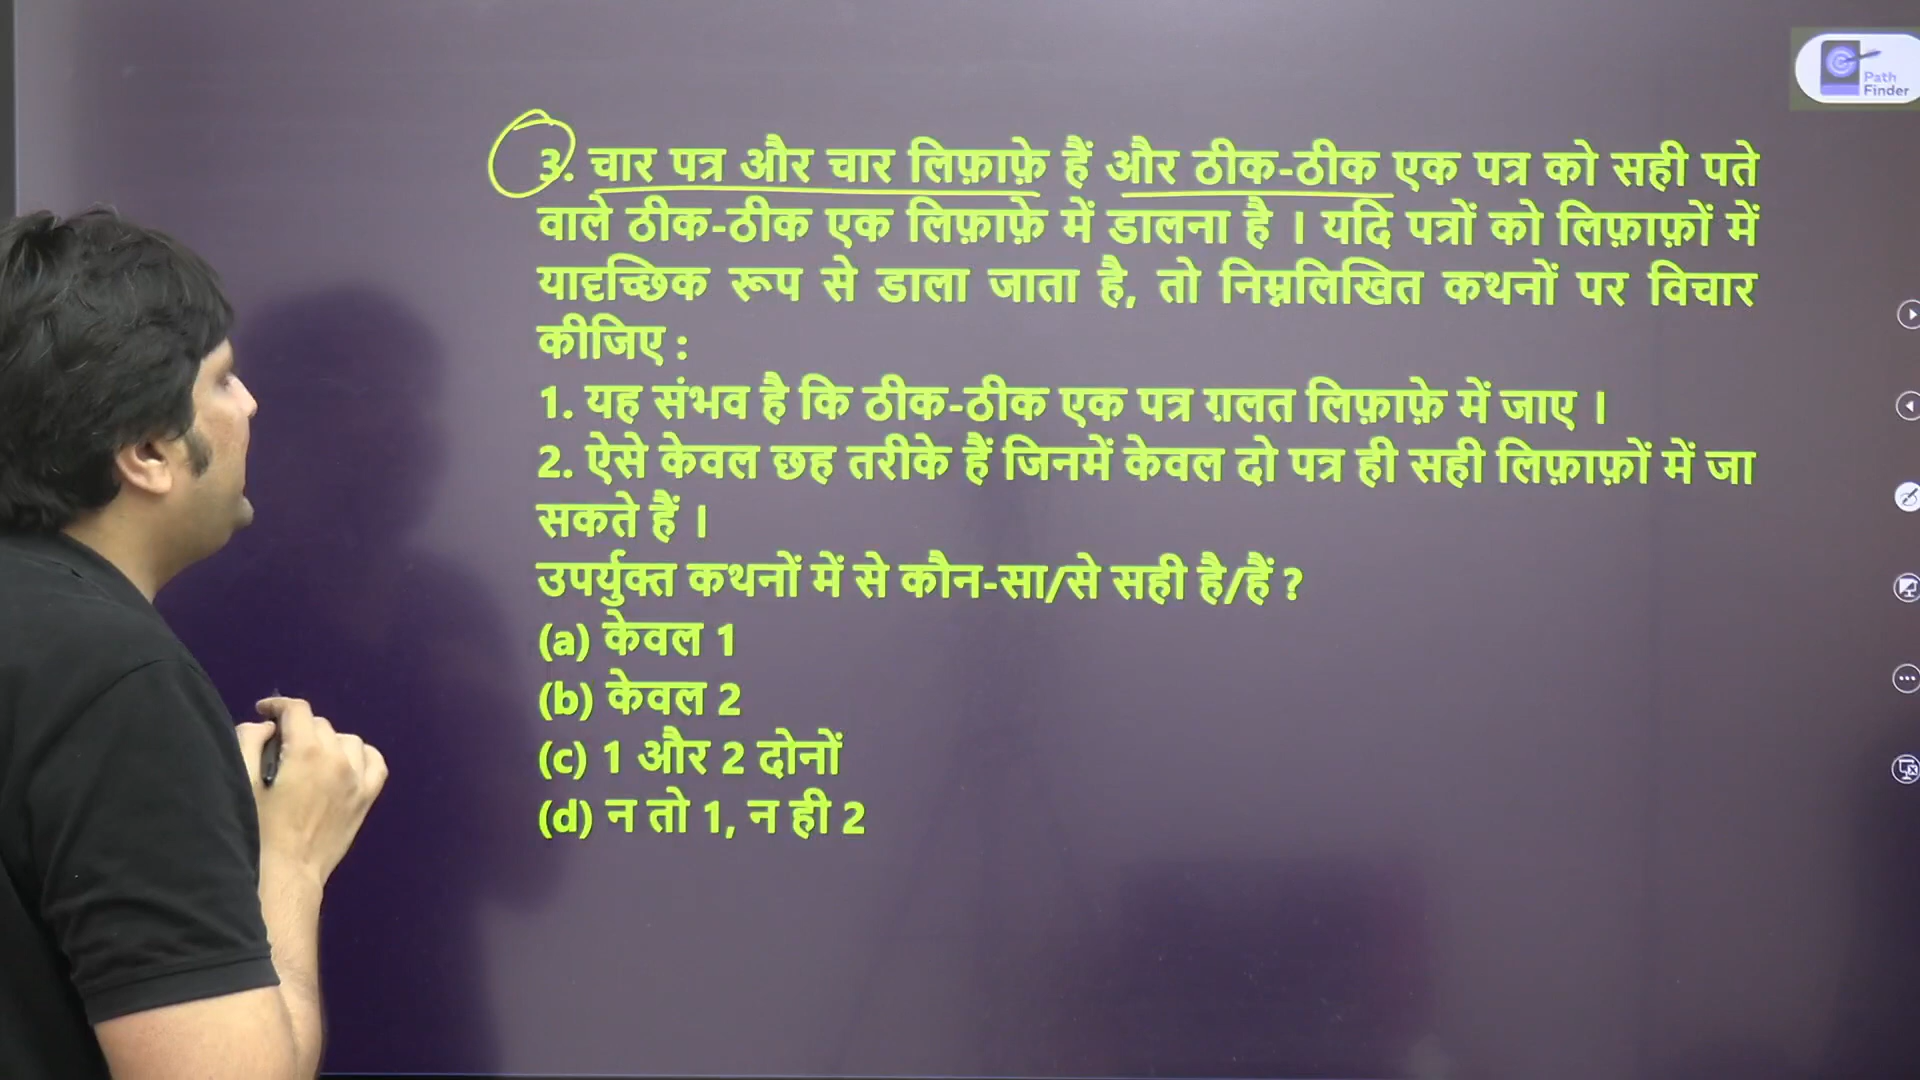 Path
Finder
3. चार पत्र और चार लिफ़ाफ़े हैं और ठीक-ठीक एक पत्र को सही पते
वाले ठीक-ठीक एक लिफ़ाफ़े में डालना है । यदि पत्रों को लिफ़ाफ़ों में
यादृच्छिक रूप से डाला जाता है, तो निम्नलिखित कथनों पर विचार
कीजिए :
1. यह संभव है कि ठीक-ठीक एक पत्र ग़लत लिफ़ाफ़े में जाए ।
2. ऐसे केवल छह तरीके हैं जिनमें केवल दो पत्र ही सही लिफ़ाफ़ों में जा
सकते हैं ।
उपर्युक्त कथनों में से कौन-सा/से सही है/हैं ?
(a) केवल 1
(b) केवल 2
(c) 1 और 2 दोनों
(d) न तो 1, न ही 2